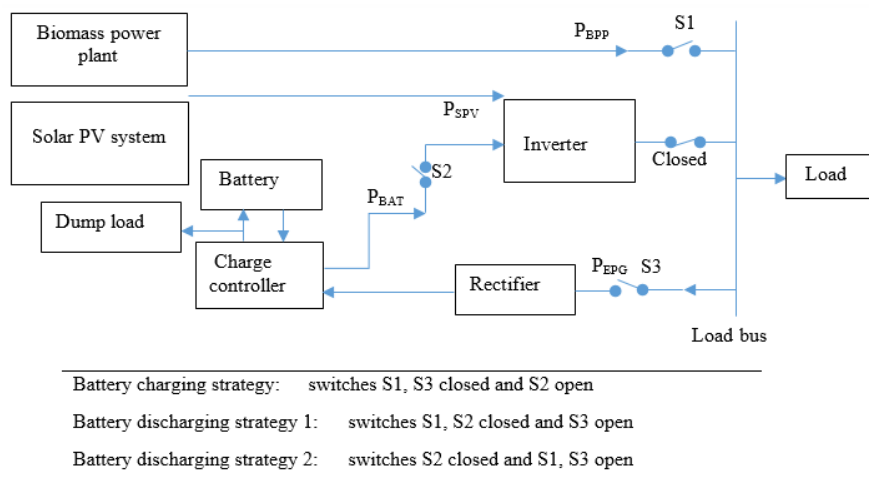 Biomass power
plant
P_BPP
S1
Solar PV system
P_SPV
Inverter
Closed
Load
Battery
S2
P_BAT
Dump load
Charge
controller
Rectifier
P_EPG
S3
Load bus
Battery charging strategy: switches S1, S3 closed and S2 open
Battery discharging strategy 1: switches S1, S2 closed and S3 open
Battery discharging strategy 2: switches S2 closed and S1, S3 open